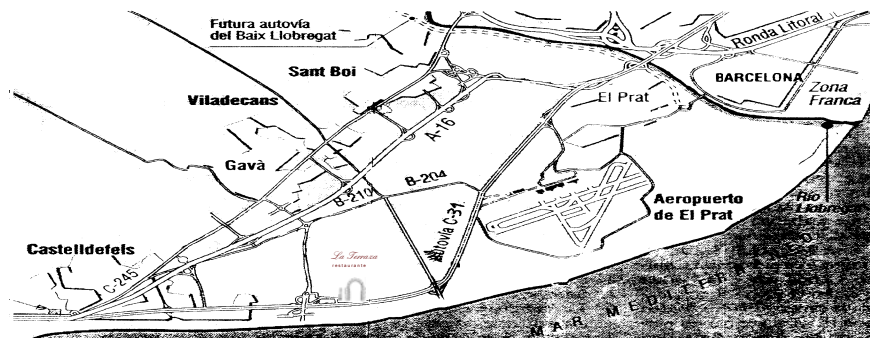 Futura autovía
del Baix Llobregat
Ronda Litoral
Sant Boi
BARCELONA
Viladecans
El Prat
Zona
Franca
A-16
Gavà
B-204
B-210
Aeropuerto
de El Prat
Río
Llobregat
Autovía C-31
Castelldefels
La Terraza
restaurante
C-245
MAR MEDITERRANEO